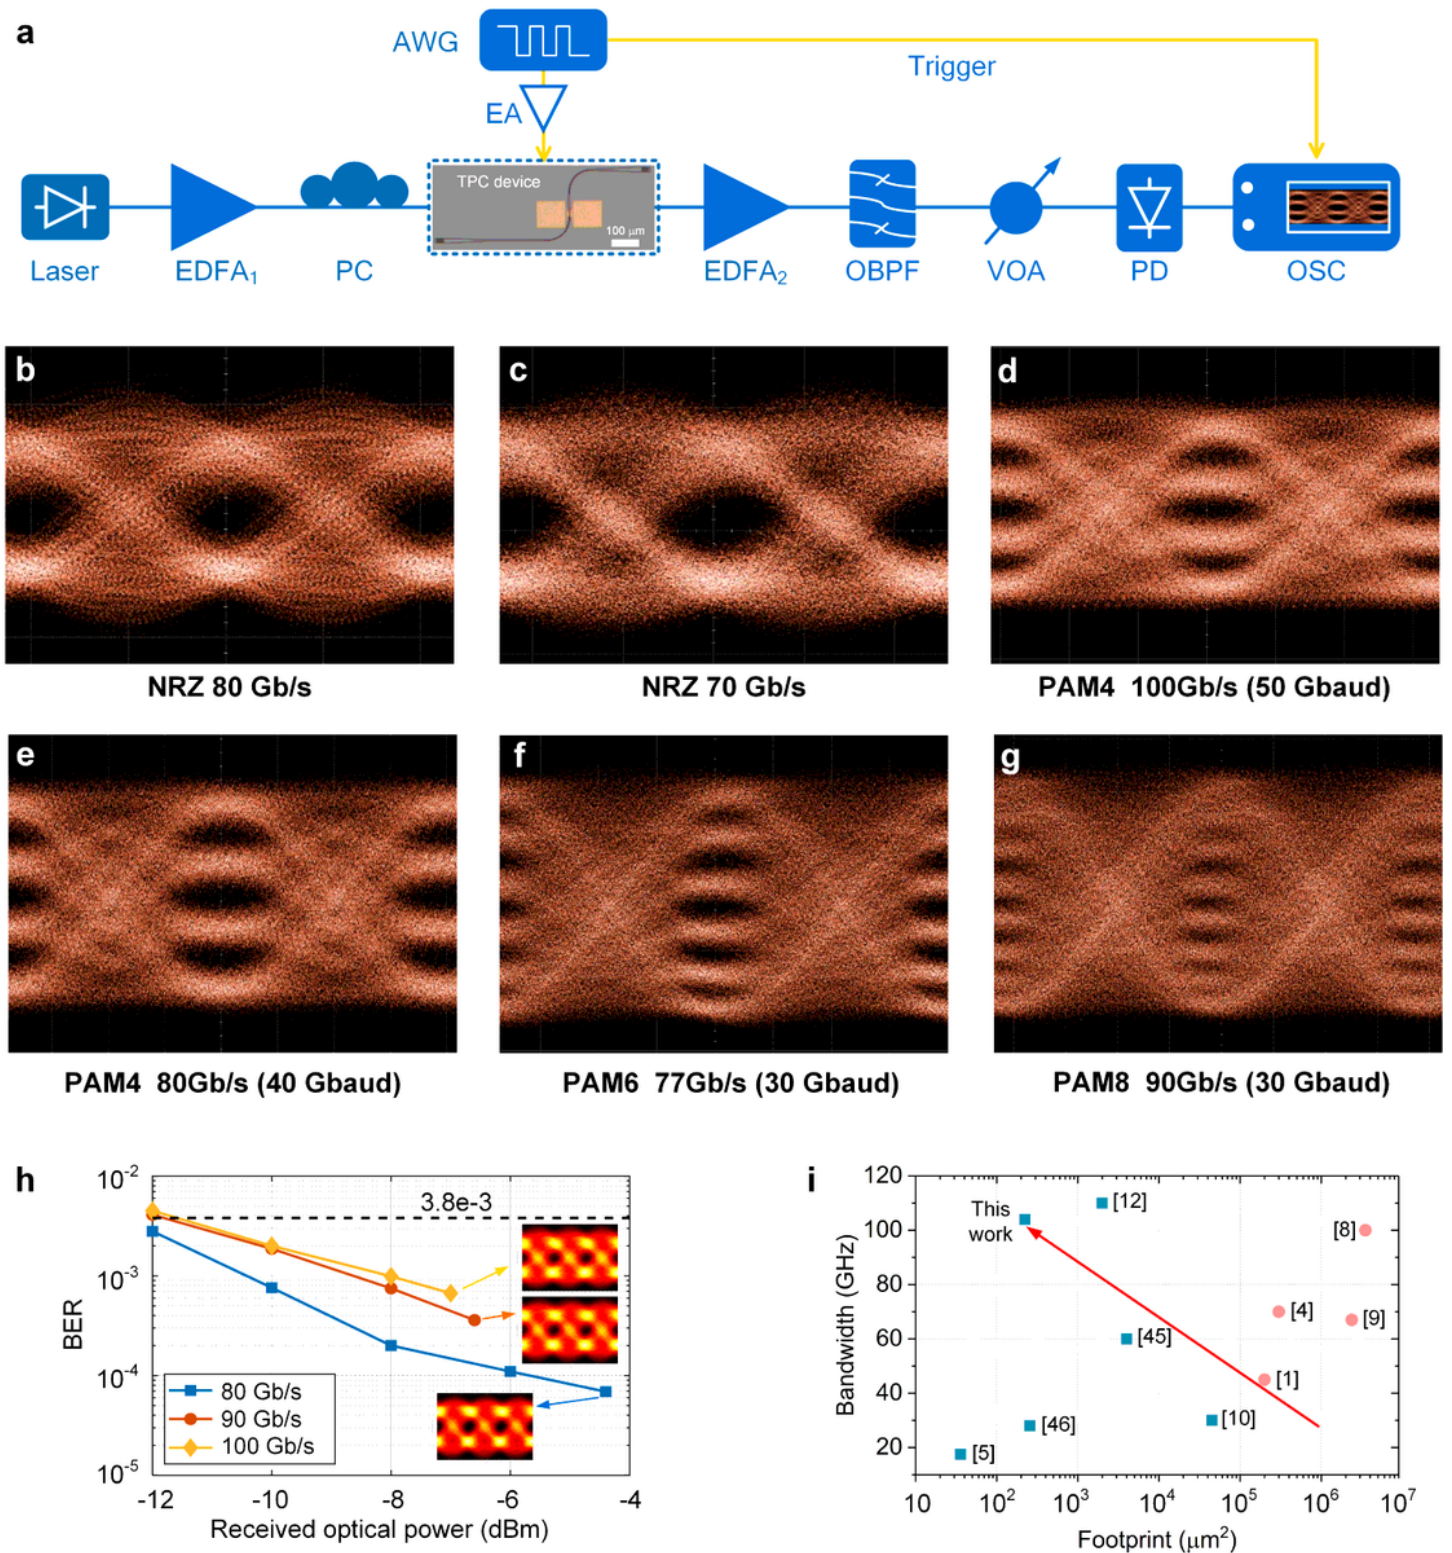 a
AWG
Trigger
EA
TPC device
100 μm
Laser
EDFA₁
PC
EDFA₂
OBPF
VOA
PD
OSC
b
c
d
NRZ 80 Gb/s
NRZ 70 Gb/s
PAM4 100Gb/s (50 Gbaud)
e
f
g
PAM4 80Gb/s (40 Gbaud)
PAM6 77Gb/s (30 Gbaud)
PAM8 90Gb/s (30 Gbaud)
h
BER
10⁻²
10⁻³
10⁻⁴
10⁻⁵
3.8e-3
80 Gb/s
90 Gb/s
100 Gb/s
-12
-10
-8
-6
-4
Received optical power (dBm)
i
Bandwidth (GHz)
120
100
80
60
40
20
This
work
[12]
[8]
[4]
[9]
[45]
[1]
[10]
[46]
[5]
10
10²
10³
10⁴
10⁵
10⁶
10⁷
Footprint (μm²)